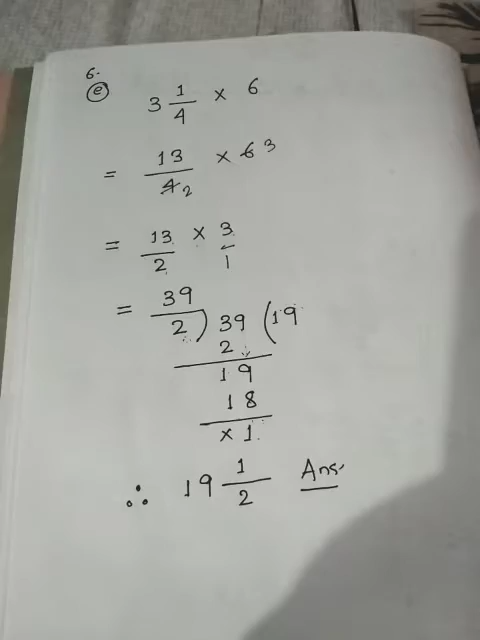 6.
(e) 3 1/4 × 6
= 13/4 2 × 6 3
= 13/2 × 3/1
= 39/2 ) 39 ( 19
2
19
18
× 1
∴ 19 1/2 Ans.